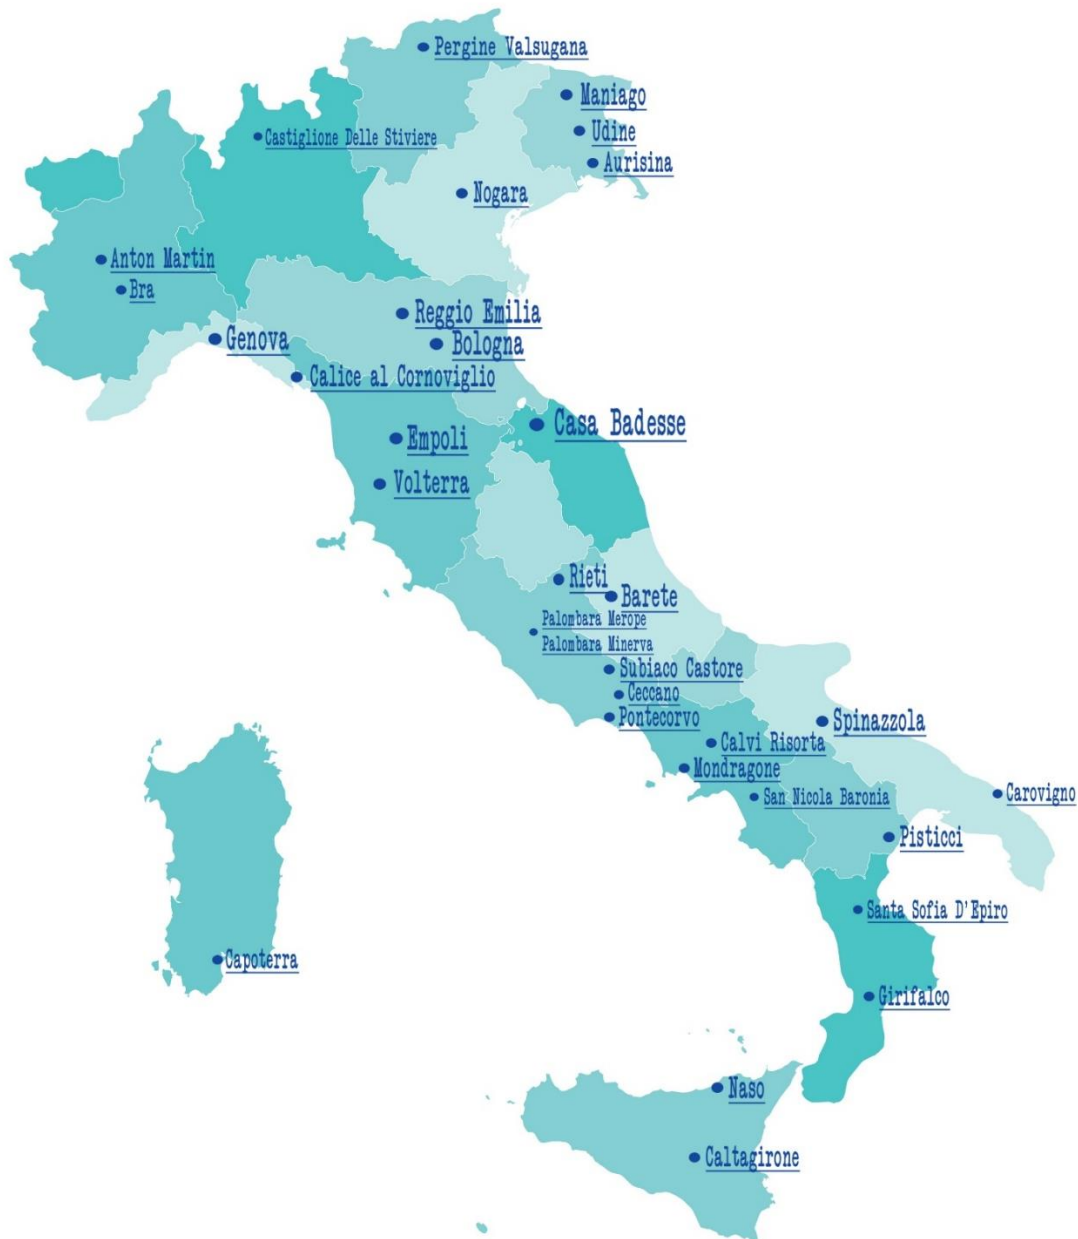 Pergine Valsugana
Maniago
Castiglione Delle Stiviere
Udine
Aurisina
Nogara
Anton Martin
Bra
Reggio Emilia
Genova
Bologna
Calice al Cornoviglio
Casa Badesse
Empoli
Volterra
Rieti
Barete
Palombara Merope
Palombara Minerva
Subiaco Castore
Ceccano
Pontecorvo
Spinazzola
Calvi Risorta
Mondragone
San Nicola Baronia
Carovigno
Pisticci
Santa Sofia D'Epiro
Capoterra
Girifalco
Naso
Caltagirone